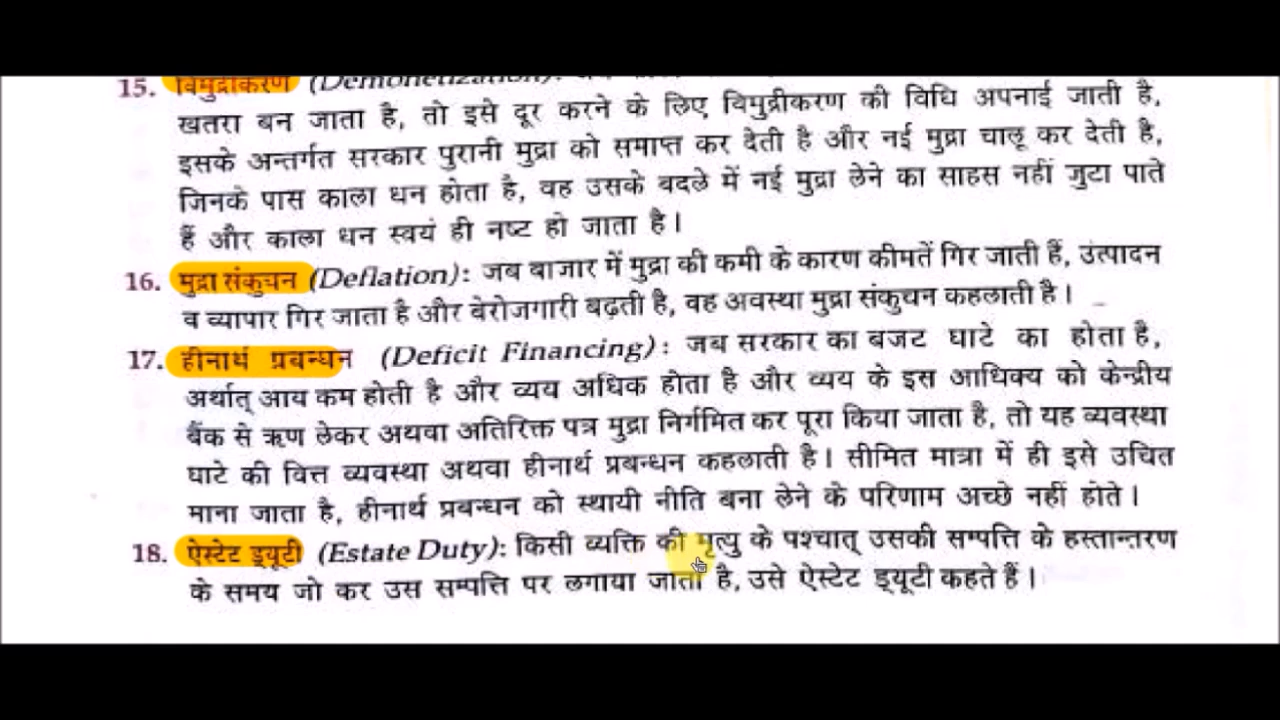 15. विमुद्रीकरण (Demonetization):
खतरा बन जाता है, तो इसे दूर करने के लिए विमुद्रीकरण की विधि अपनाई जाती है,
इसके अन्तर्गत सरकार पुरानी मुद्रा को समाप्त कर देती है और नई मुद्रा चालू कर देती है,
जिनके पास काला धन होता है, वह उसके बदले में नई मुद्रा लेने का साहस नहीं जुटा पाते
हैं और काला धन स्वयं ही नष्ट हो जाता है।
16. मुद्रा संकुचन (Deflation): जब बाजार में मुद्रा की कमी के कारण कीमतें गिर जाती हैं, उत्पादन
व व्यापार गिर जाता है और बेरोजगारी बढ़ती है, वह अवस्था मुद्रा संकुचन कहलाती है।
17. हीनार्थ प्रबन्धन (Deficit Financing): जब सरकार का बजट घाटे का होता है,
अर्थात् आय कम होती है और व्यय अधिक होता है और व्यय के इस आधिक्य को केन्द्रीय
बैंक से ऋण लेकर अथवा अतिरिक्त पत्र मुद्रा निर्गमित कर पूरा किया जाता है, तो यह व्यवस्था
घाटे की वित्त व्यवस्था अथवा हीनार्थ प्रबन्धन कहलाती है। सीमित मात्रा में ही इसे उचित
माना जाता है, हीनार्थ प्रबन्धन को स्थायी नीति बना लेने के परिणाम अच्छे नहीं होते।
18. ऐस्टेट ड्यूटी (Estate Duty): किसी व्यक्ति की मृत्यु के पश्चात् उसकी सम्पत्ति के हस्तान्तरण
के समय जो कर उस सम्पत्ति पर लगाया जाता है, उसे ऐस्टेट ड्यूटी कहते हैं।